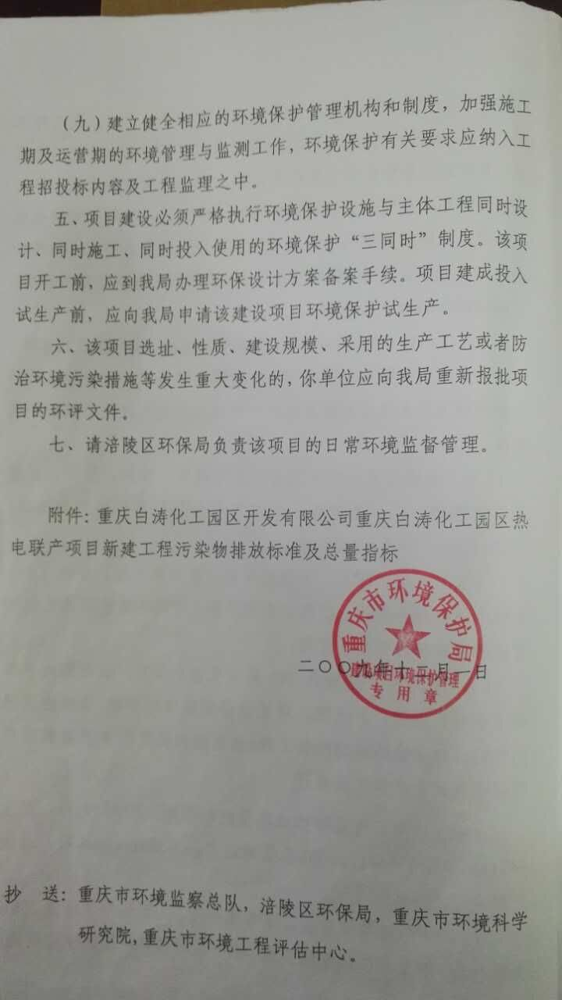 （九）建立健全相应的环境保护管理机构和制度，加强施工
期及运营期的环境管理与监测工作，环境保护有关要求应纳入工
程招投标内容及工程监理之中。
五、项目建设必须严格执行环境保护设施与主体工程同时设
计、同时施工、同时投入使用的环境保护“三同时”制度。该项
目开工前，应到我局办理环保设计方案备案手续。项目建成投入
试生产前，应向我局申请该建设项目环境保护试生产。
六、该项目选址、性质、建设规模、采用的生产工艺或者防
治环境污染措施等发生重大变化的，你单位应向我局重新报批项
目的环评文件。
七、请涪陵区环保局负责该项目的日常环境监督管理。
附件：重庆白涛化工园区开发有限公司重庆白涛化工园区热
电联产项目新建工程污染物排放标准及总量指标
重庆市环境保护局
二〇〇九年十二月一日
建设项目环境保护管理
专用章
抄　送：重庆市环境监察总队，涪陵区环保局，重庆市环境科学
研究院，重庆市环境工程评估中心。